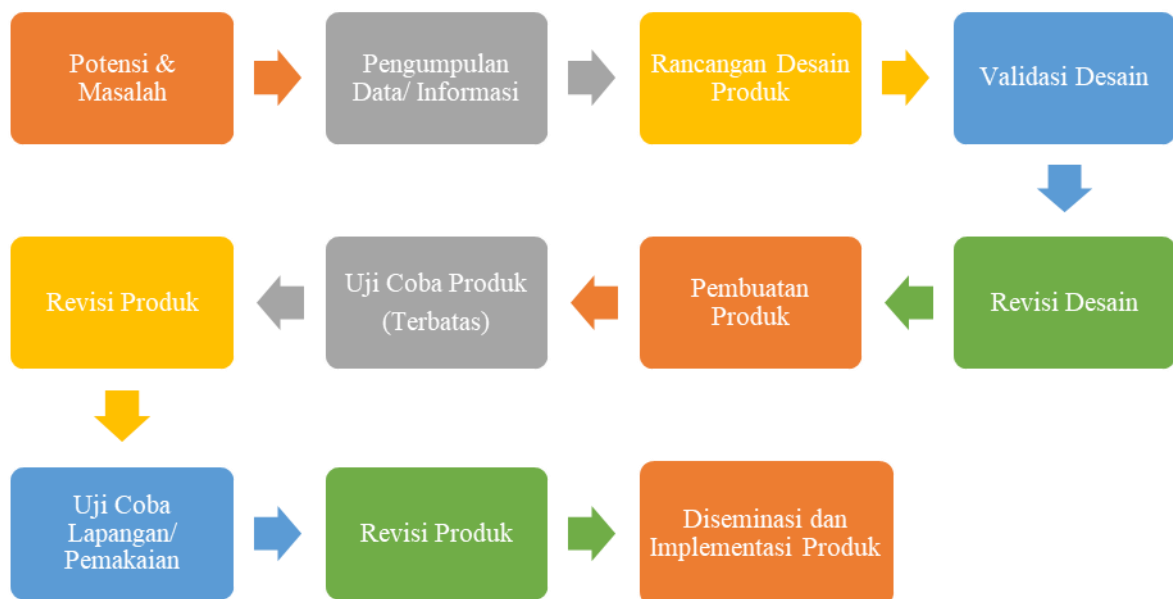 Potensi &
Masalah
Pengumpulan
Data/ Informasi
Rancangan Desain
Produk
Validasi Desain
Revisi Desain
Pembuatan
Produk
Uji Coba Produk
(Terbatas)
Revisi Produk
Uji Coba
Lapangan/
Pemakaian
Revisi Produk
Diseminasi dan
Implementasi Produk